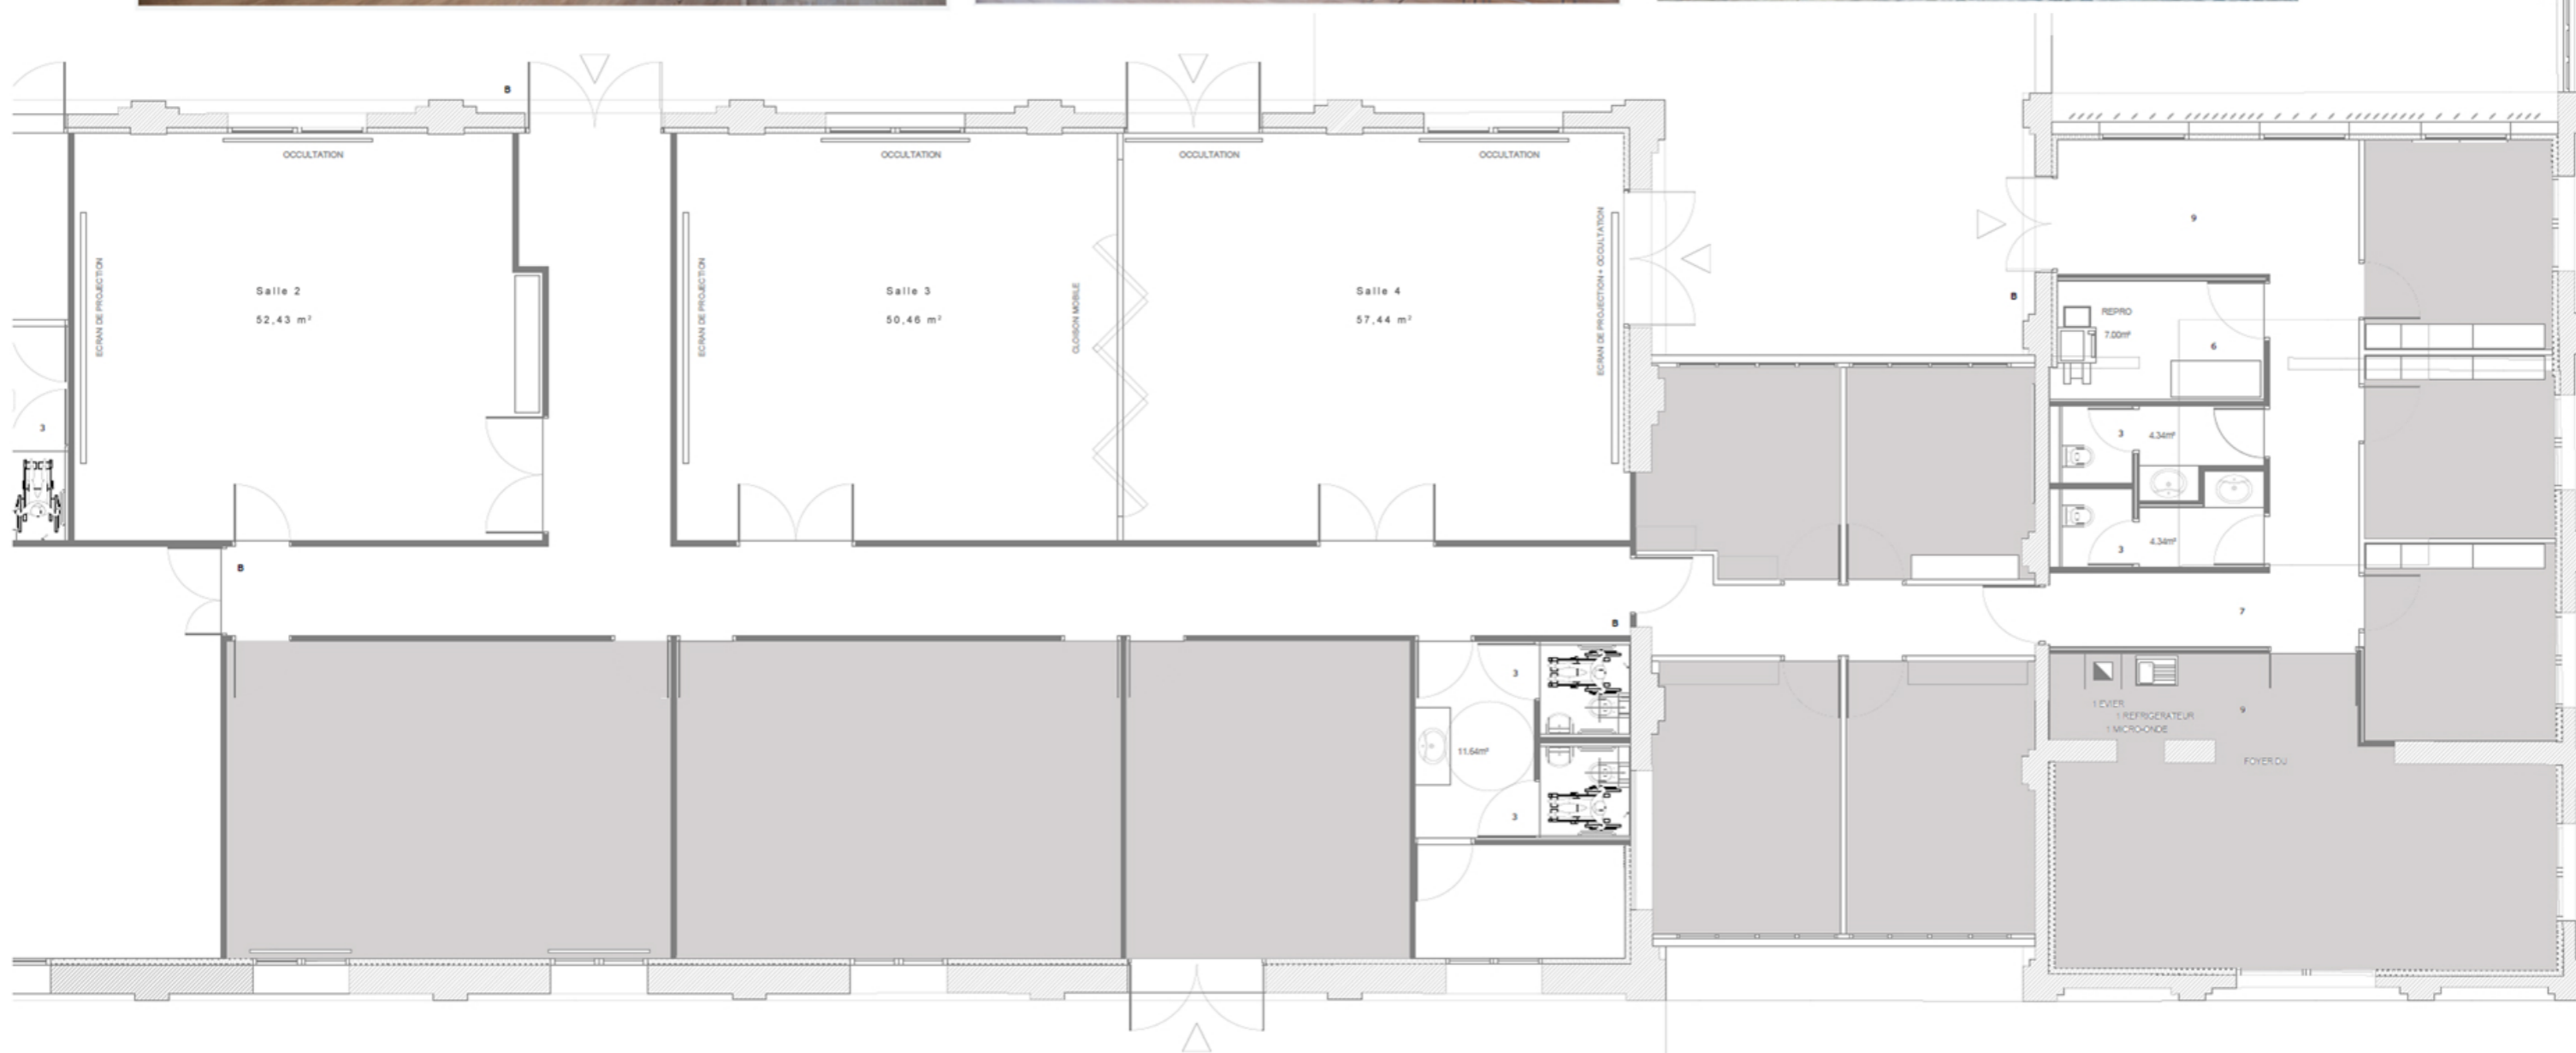 B
OCCULTATION
OCCULTATION
OCCULTATION
OCCULTATION
ECRAN DE PROJECTION
Salle 2
52,43 m²
ECRAN DE PROJECTION
Salle 3
50,46 m²
CLOISON MOBILE
Salle 4
57,44 m²
ECRAN DE PROJECTION + OCCULTATION
9
B
REPRO
7.00m²
6
3
3
4.34m²
3
4.34m²
B
B
7
3
11.64m²
3
1 EVIER
1 REFRIGERATEUR
1 MICRO-ONDE
9
FOYER DU